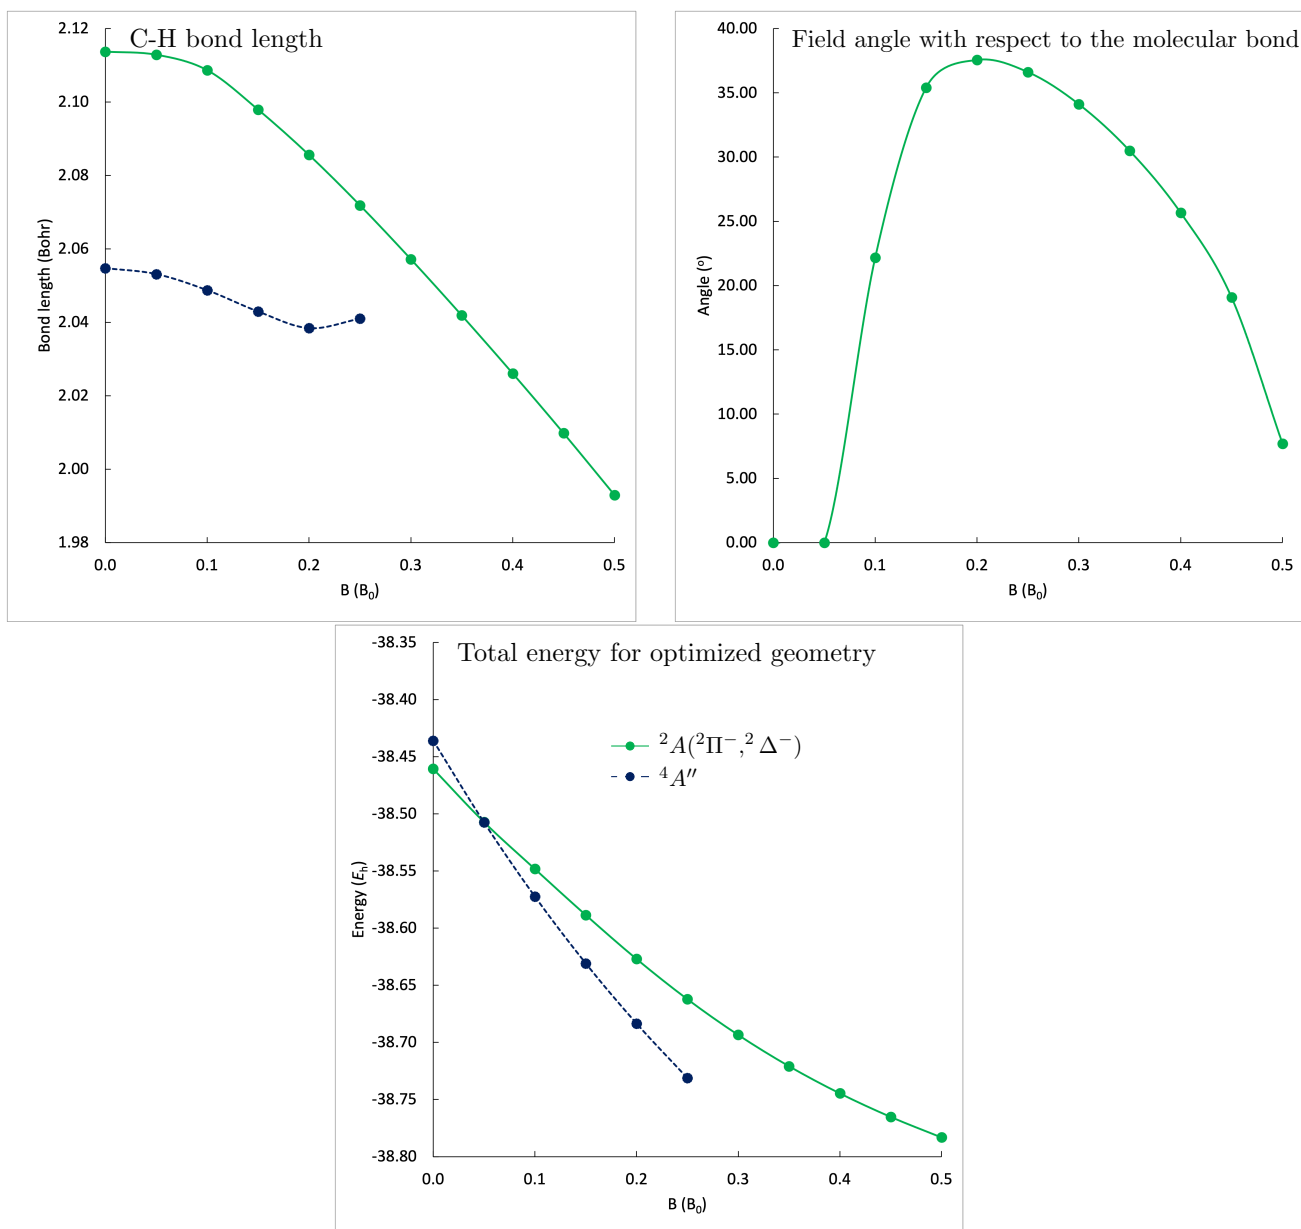 C-H bond length
2.12
2.10
2.08
2.06
2.04
2.02
2.00
1.98
Bond length (Bohr)
0.0 0.1 0.2 0.3 0.4 0.5
B (B₀)
Field angle with respect to the molecular bond
40.00
35.00
30.00
25.00
20.00
15.00
10.00
5.00
0.00
Angle (°)
0.0 0.1 0.2 0.3 0.4 0.5
B (B₀)
Total energy for optimized geometry
-38.35
-38.40
-38.45
-38.50
-38.55
-38.60
-38.65
-38.70
-38.75
-38.80
Energy (Eₕ)
²A(²Π⁻,² Δ⁻)
⁴A″
0.0 0.1 0.2 0.3 0.4 0.5
B (B₀)